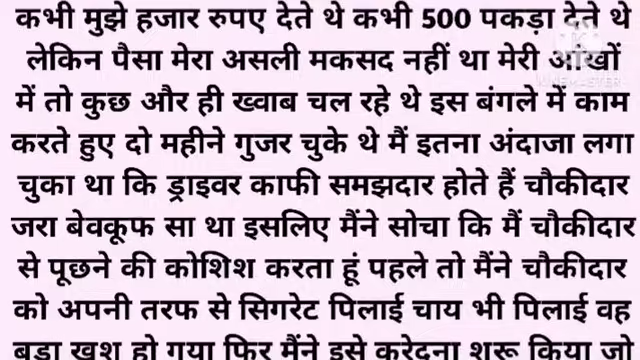 कभी मुझे हजार रुपए देते थे कभी 500 पकड़ा देते थे
लेकिन पैसा मेरा असली मकसद नहीं था मेरी आंखों
में तो कुछ और ही ख्वाब चल रहे थे इस बंगले में काम
करते हुए दो महीने गुजर चुके थे मैं इतना अंदाजा लगा
चुका था कि ड्राइवर काफी समझदार होते हैं चौकीदार
जरा बेवकूफ सा था इसलिए मैंने सोचा कि मैं चौकीदार
से पूछने की कोशिश करता हूं पहले तो मैंने चौकीदार
को अपनी तरफ से सिगरेट पिलाई चाय भी पिलाई वह
बड़ा खुश हो गया फिर मैंने इसे कुरेदना शुरू किया जो